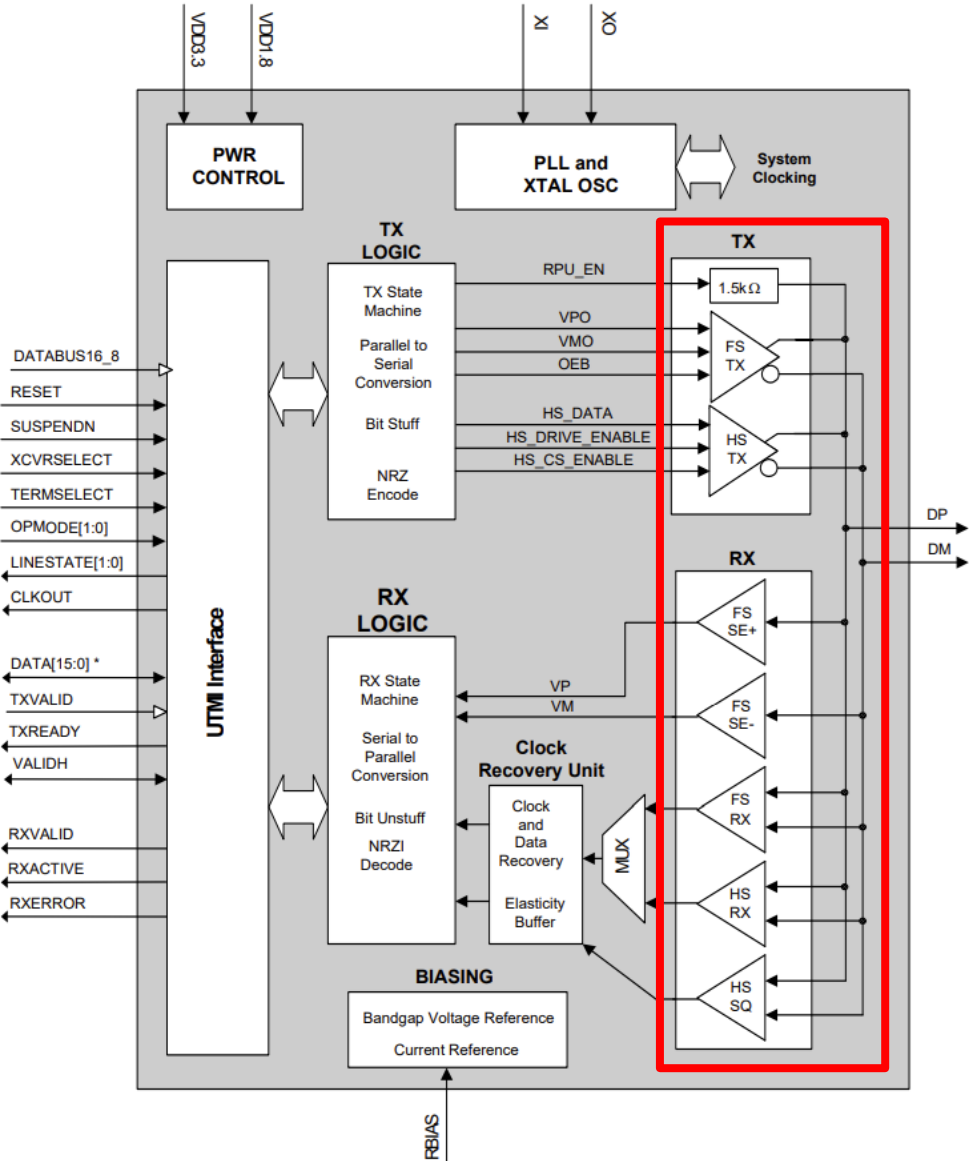 VDD3.3
VDD1.8
XI
XO
PWR
CONTROL
PLL and
XTAL OSC
System
Clocking
TX
LOGIC
TX State
Machine
Parallel to
Serial
Conversion
Bit Stuff
NRZ
Encode
RPU_EN
VPO
VMO
OEB
HS_DATA
HS_DRIVE_ENABLE
HS_CS_ENABLE
TX
1.5kΩ
FS
TX
HS
TX
DATABUS16_8
RESET
SUSPENDN
XCVRSELECT
TERMSELECT
OPMODE[1:0]
LINESTATE[1:0]
CLKOUT
DATA[15:0] *
TXVALID
TXREADY
VALIDH
RXVALID
RXACTIVE
RXERROR
UTMI Interface
DP
DM
RX
LOGIC
RX State
Machine
Serial to
Parallel
Conversion
Bit Unstuff
NRZI
Decode
VP
VM
Clock
Recovery Unit
Clock
and
Data
Recovery
Elasticity
Buffer
MUX
RX
FS
SE+
FS
SE-
FS
RX
HS
RX
HS
SQ
BIASING
Bandgap Voltage Reference
Current Reference
RBIAS